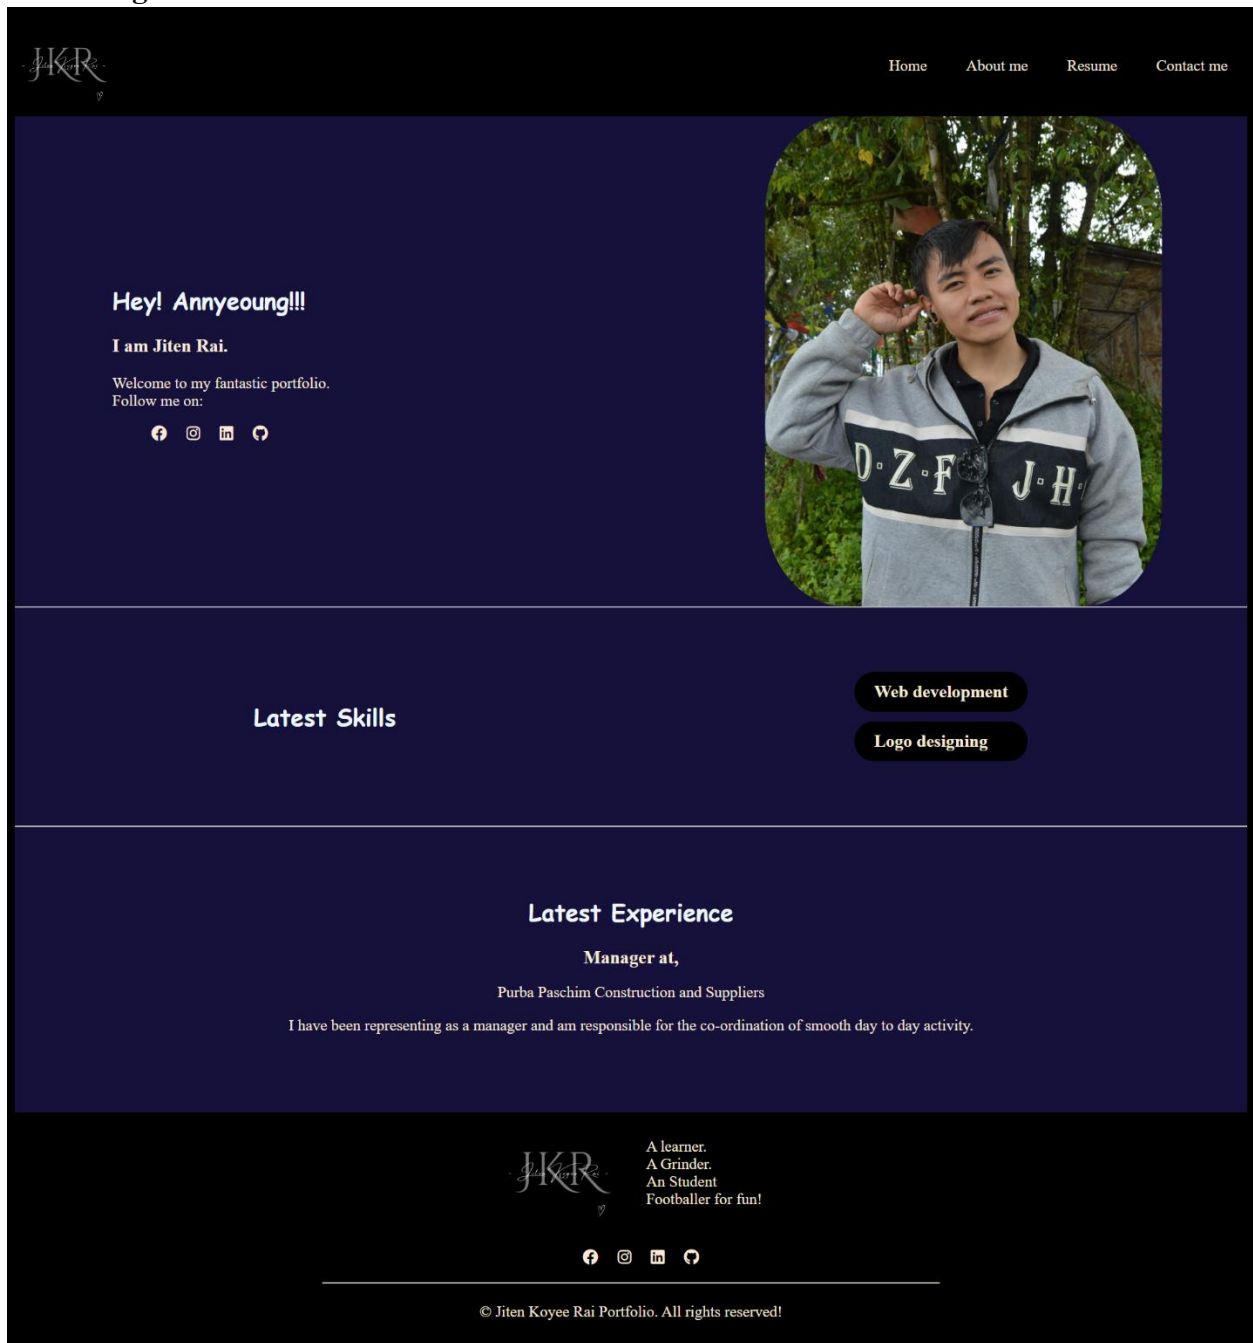 JKR
Home About me Resume Contact me
Hey! Annyeoung!!!
I am Jiten Rai.
Welcome to my fantastic portfolio.
Follow me on:
D·Z·F J·H·
Latest Skills
Web development
Logo designing
Latest Experience
Manager at,
Purba Paschim Construction and Suppliers
I have been representing as a manager and am responsible for the co-ordination of smooth day to day activity.
JKR
A learner.
A Grinder.
An Student
Footballer for fun!
© Jiten Koyee Rai Portfolio. All rights reserved!